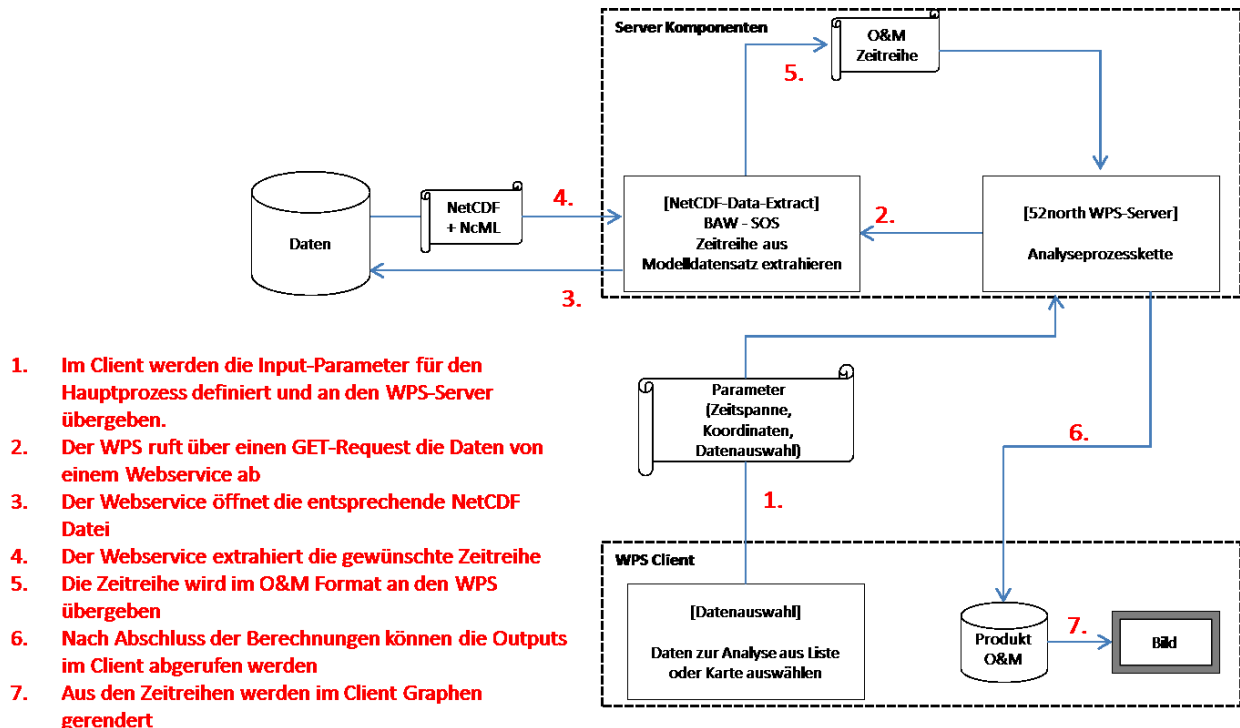 Server Komponenten
O&M
Zeitreihe
5.
Daten
NetCDF
+ NcML
4.
3.
[NetCDF-Data-Extract]
BAW - SOS
Zeitreihe aus
Modelldatensatz extrahieren
2.
[52north WPS-Server]
Analyseprozesskette
Parameter
(Zeitspanne,
Koordinaten,
Datenauswahl)
1.
6.
WPS Client
[Datenauswahl]
Daten zur Analyse aus Liste
oder Karte auswählen
Produkt
O&M
7.
Bild
1. Im Client werden die Input-Parameter für den
Hauptprozess definiert und an den WPS-Server
übergeben.
2. Der WPS ruft über einen GET-Request die Daten von
einem Webservice ab
3. Der Webservice öffnet die entsprechende NetCDF
Datei
4. Der Webservice extrahiert die gewünschte Zeitreihe
5. Die Zeitreihe wird im O&M Format an den WPS
übergeben
6. Nach Abschluss der Berechnungen können die Outputs
im Client abgerufen werden
7. Aus den Zeitreihen werden im Client Graphen
gerendert